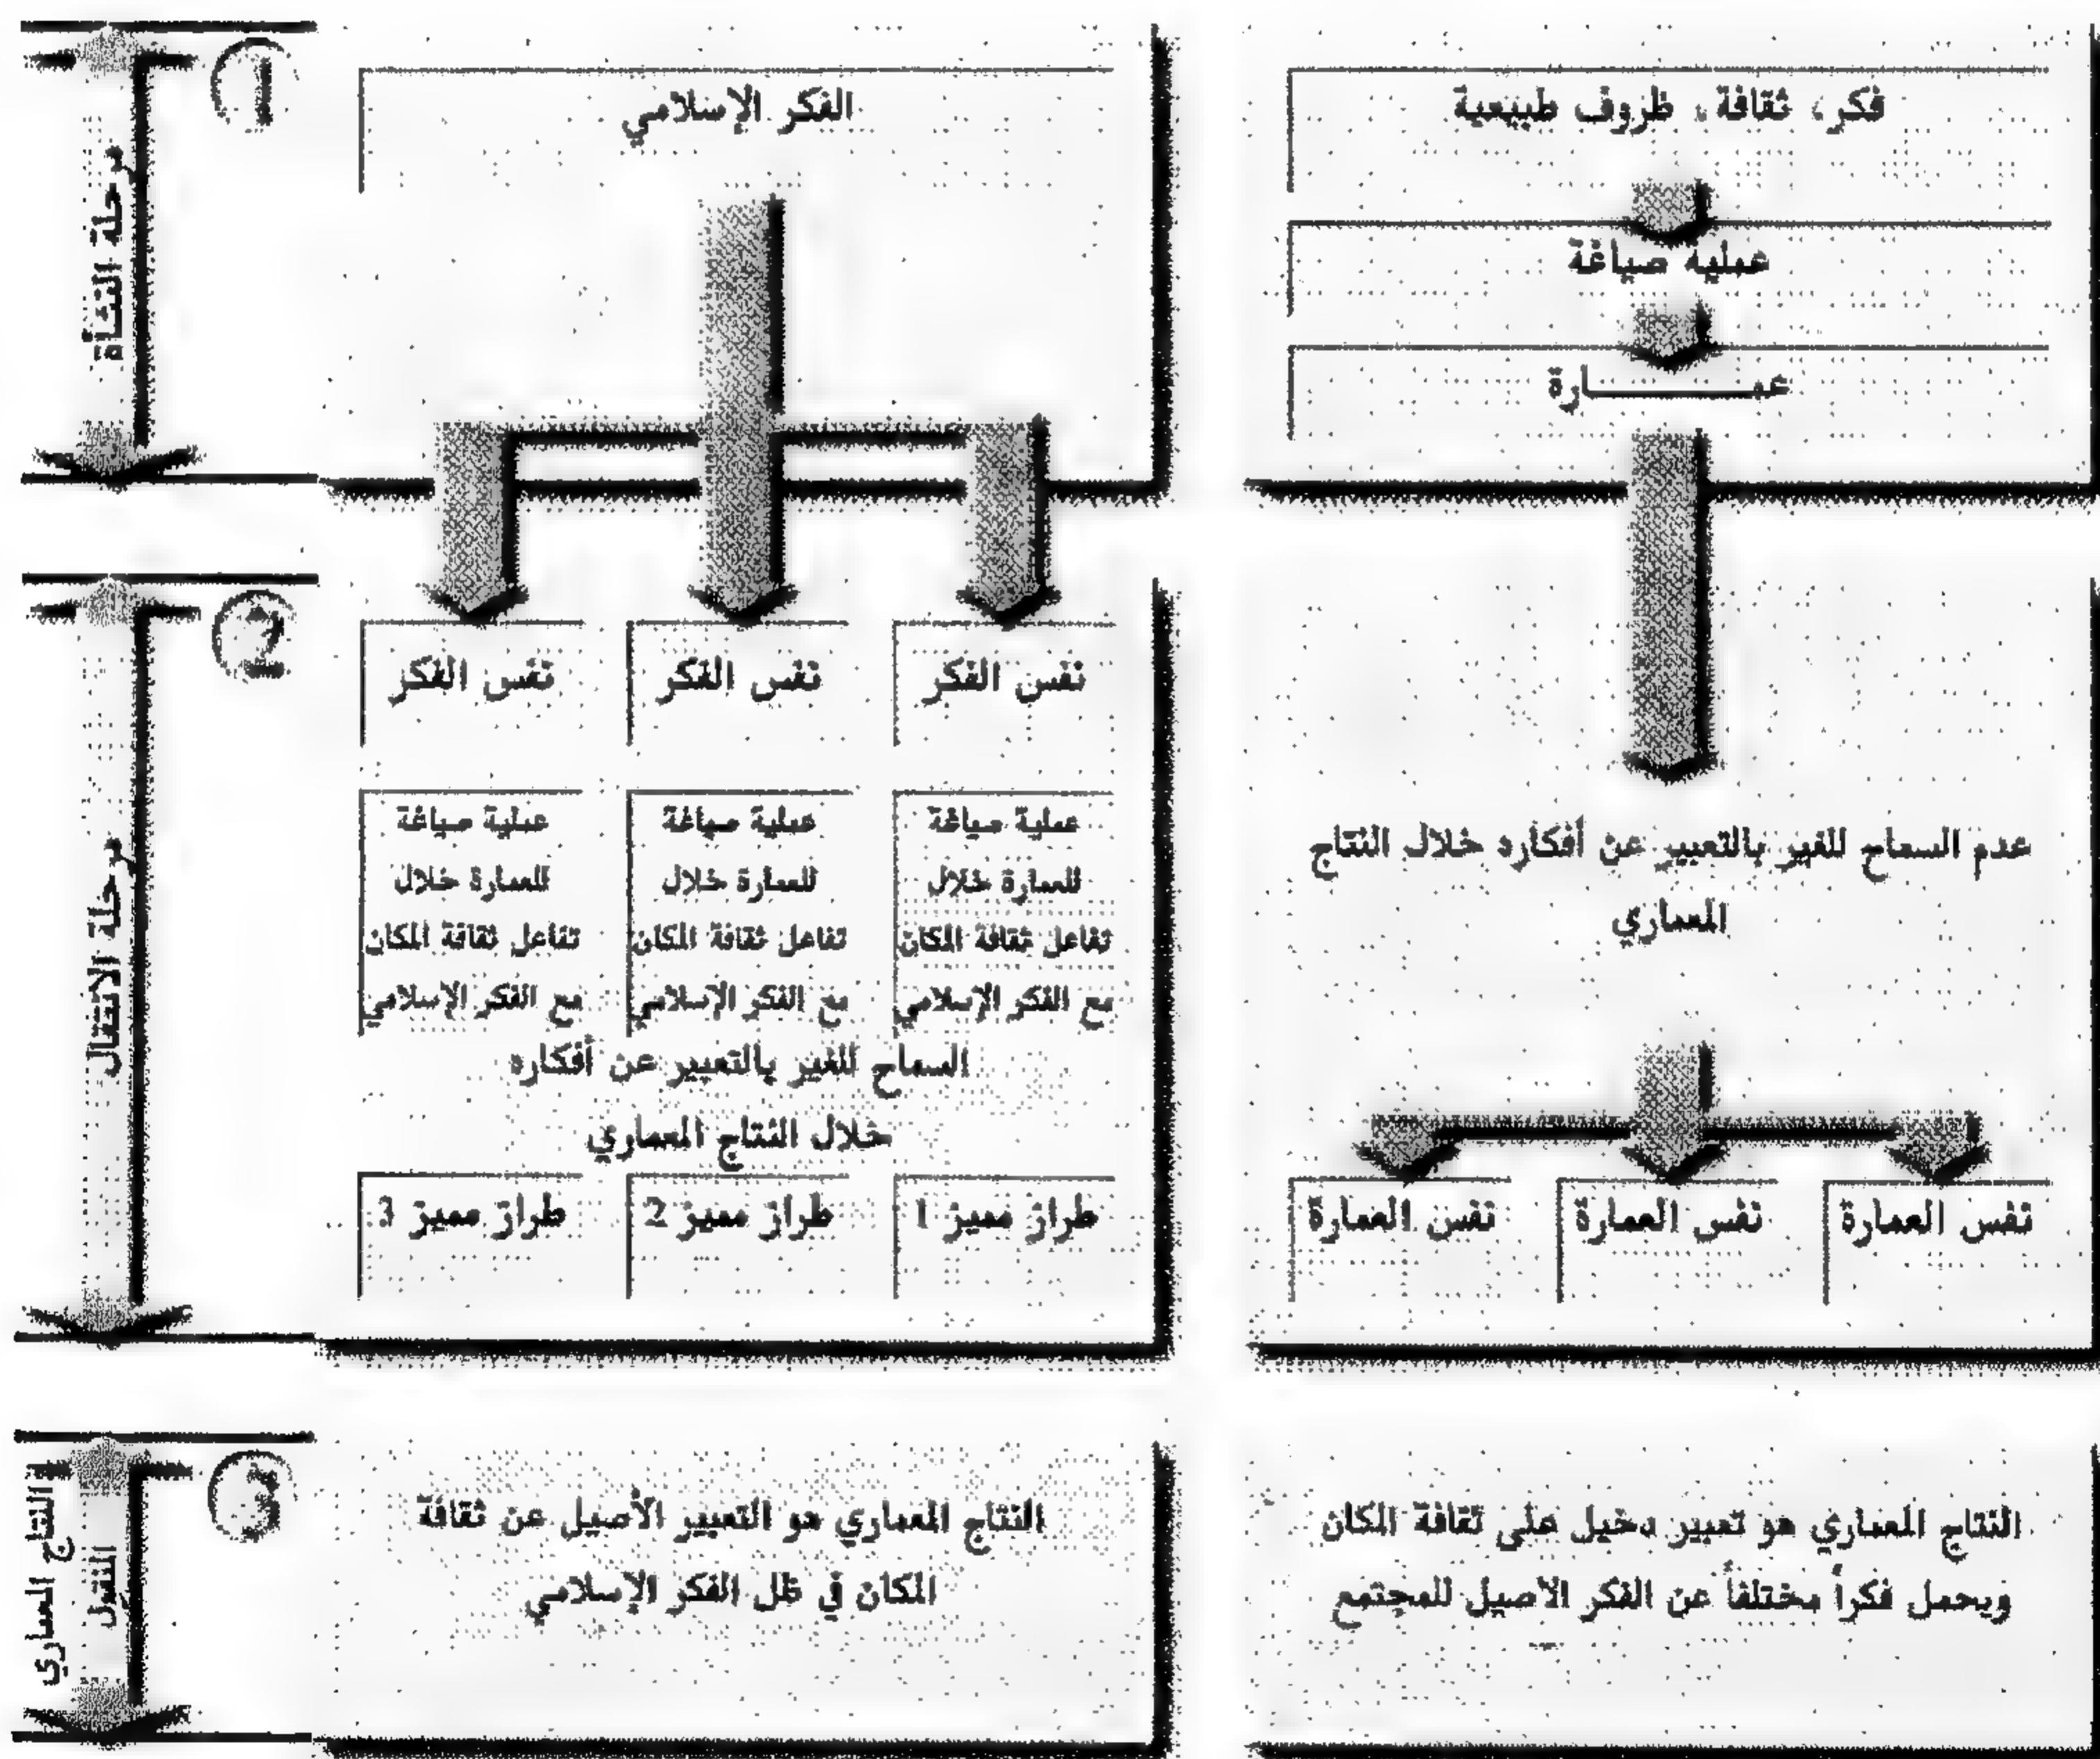 فكر، ثقافة، ظروف طبيعية
عملية صياغة
عمـــــــــارة
عدم السماح للغير بالتعبير عن أفكاره خلال النتاج
المعماري
نفس العمارة
نفس العمارة
نفس العمارة
النتاج المعماري هو تعبير دخيل على ثقافة المكان
ويحمل فكراً مختلفاً عن الفكر الأصيل للمجتمع
الفكر الإسلامي
نفس الفكر
نفس الفكر
نفس الفكر
عملية صياغة
للعمارة خلال
تفاعل ثقافة المكان
مع الفكر الإسلامي
عملية صياغة
للعمارة خلال
تفاعل ثقافة المكان
مع الفكر الإسلامي
عملية صياغة
للعمارة خلال
تفاعل ثقافة المكان
مع الفكر الإسلامي
السماح للغير بالتعبير عن أفكاره
خلال النتاج المعماري
طراز مميز 1
طراز مميز 2
طراز مميز 3
النتاج المعماري هو التعبير الأصيل عن ثقافة
المكان في ظل الفكر الإسلامي
1
مرحلة النشأة
2
مرحلة الانتقال
3
النتاج المعماري
المنقول